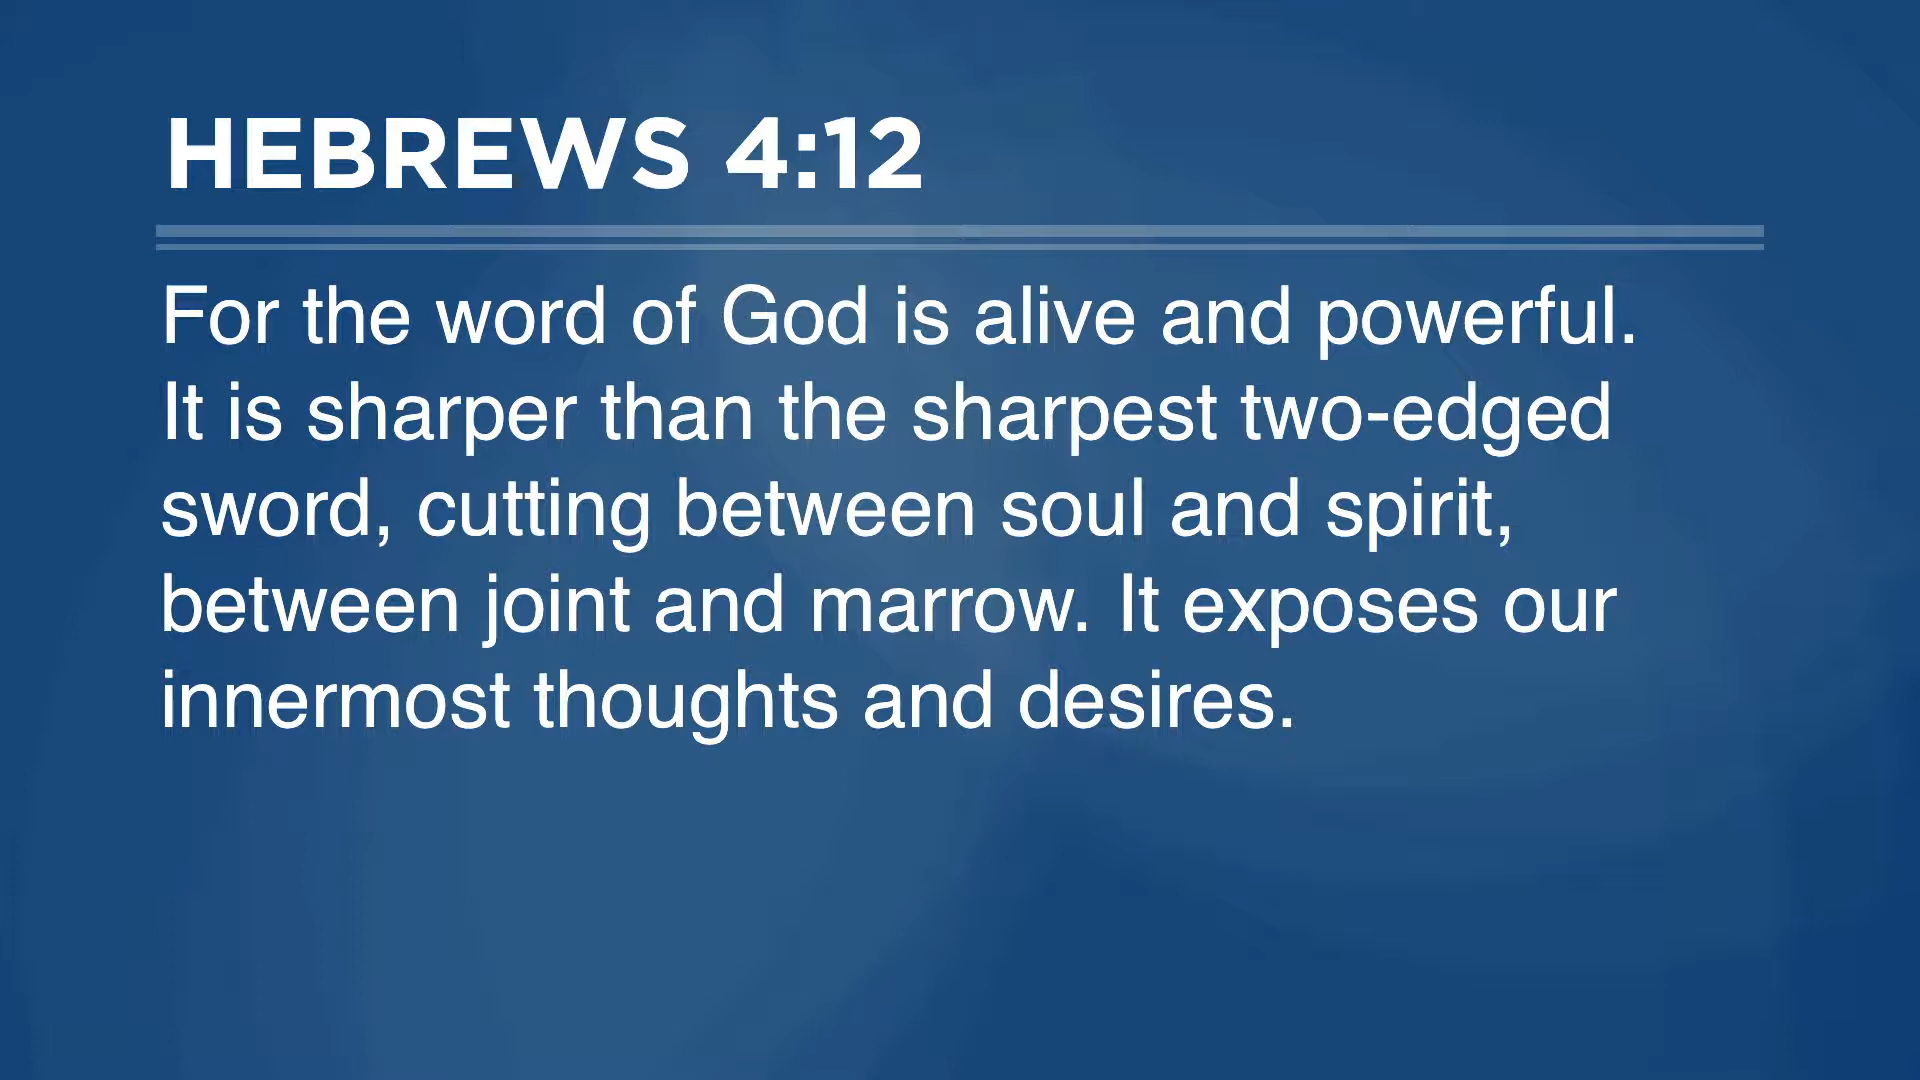 HEBREWS 4:12
For the word of God is alive and powerful.
It is sharper than the sharpest two-edged
sword, cutting between soul and spirit,
between joint and marrow. It exposes our
innermost thoughts and desires.